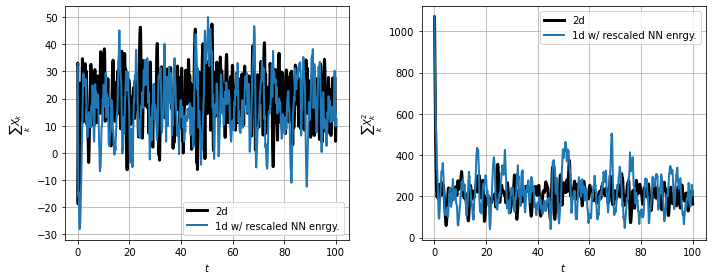 50
40
30
20
10
0
−10
−20
−30
∑ₖ Xₖ
0 20 40 60 80 100
t
2d
1d w/ rescaled NN enrgy.
1000
800
600
400
200
0
∑ₖ Xₖ²
0 20 40 60 80 100
t
2d
1d w/ rescaled NN enrgy.